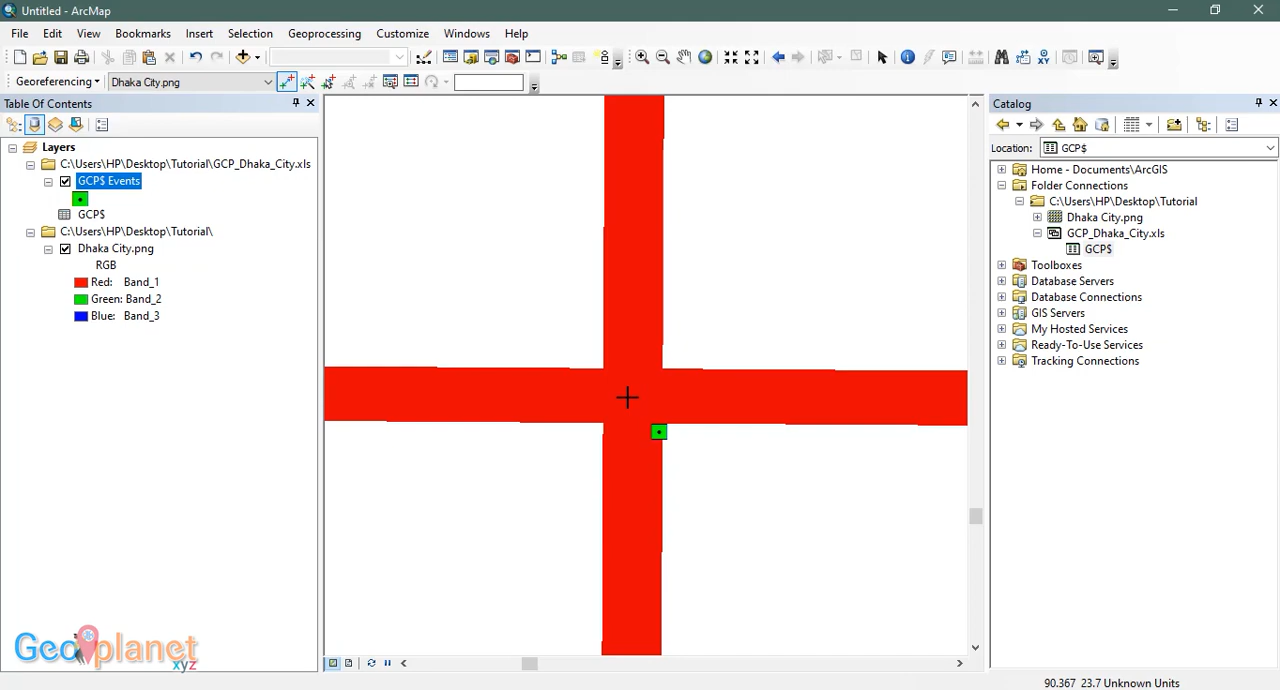 Untitled - ArcMap
File Edit View Bookmarks Insert Selection Geoprocessing Customize Windows Help
Georeferencing Dhaka City.png
Table Of Contents
Layers
C:\Users\HP\Desktop\Tutorial\GCP_Dhaka_City.xls
GCP$ Events
GCP$
C:\Users\HP\Desktop\Tutorial\
Dhaka City.png
RGB
Red: Band_1
Green: Band_2
Blue: Band_3
Geoplanet
xyz
Catalog
Location: GCP$
Home - Documents\ArcGIS
Folder Connections
C:\Users\HP\Desktop\Tutorial
Dhaka City.png
GCP_Dhaka_City.xls
GCP$
Toolboxes
Database Servers
Database Connections
GIS Servers
My Hosted Services
Ready-To-Use Services
Tracking Connections
90.367 23.7 Unknown Units